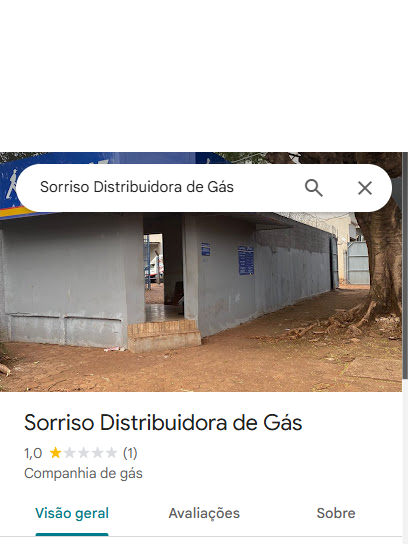 Sorriso Distribuidora de Gás
Sorriso Distribuidora de Gás
1,0 (1)
Companhia de gás
Visão geral Avaliações Sobre